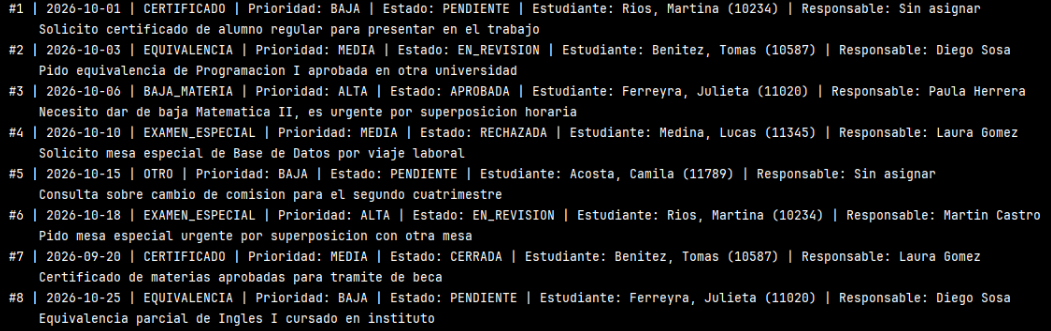 #1 | 2026-10-01 | CERTIFICADO | Prioridad: BAJA | Estado: PENDIENTE | Estudiante: Rios, Martina (10234) | Responsable: Sin asignar
Solicito certificado de alumno regular para presentar en el trabajo
#2 | 2026-10-03 | EQUIVALENCIA | Prioridad: MEDIA | Estado: EN_REVISION | Estudiante: Benitez, Tomas (10587) | Responsable: Diego Sosa
Pido equivalencia de Programacion I aprobada en otra universidad
#3 | 2026-10-06 | BAJA_MATERIA | Prioridad: ALTA | Estado: APROBADA | Estudiante: Ferreyra, Julieta (11020) | Responsable: Paula Herrera
Necesito dar de baja Matematica II, es urgente por superposicion horaria
#4 | 2026-10-10 | EXAMEN_ESPECIAL | Prioridad: MEDIA | Estado: RECHAZADA | Estudiante: Medina, Lucas (11345) | Responsable: Laura Gomez
Solicito mesa especial de Base de Datos por viaje laboral
#5 | 2026-10-15 | OTRO | Prioridad: BAJA | Estado: PENDIENTE | Estudiante: Acosta, Camila (11789) | Responsable: Sin asignar
Consulta sobre cambio de comision para el segundo cuatrimestre
#6 | 2026-10-18 | EXAMEN_ESPECIAL | Prioridad: ALTA | Estado: EN_REVISION | Estudiante: Rios, Martina (10234) | Responsable: Martin Castro
Pido mesa especial urgente por superposicion con otra mesa
#7 | 2026-09-20 | CERTIFICADO | Prioridad: MEDIA | Estado: CERRADA | Estudiante: Benitez, Tomas (10587) | Responsable: Laura Gomez
Certificado de materias aprobadas para tramite de beca
#8 | 2026-10-25 | EQUIVALENCIA | Prioridad: BAJA | Estado: PENDIENTE | Estudiante: Ferreyra, Julieta (11020) | Responsable: Diego Sosa
Equivalencia parcial de Ingles I cursado en instituto